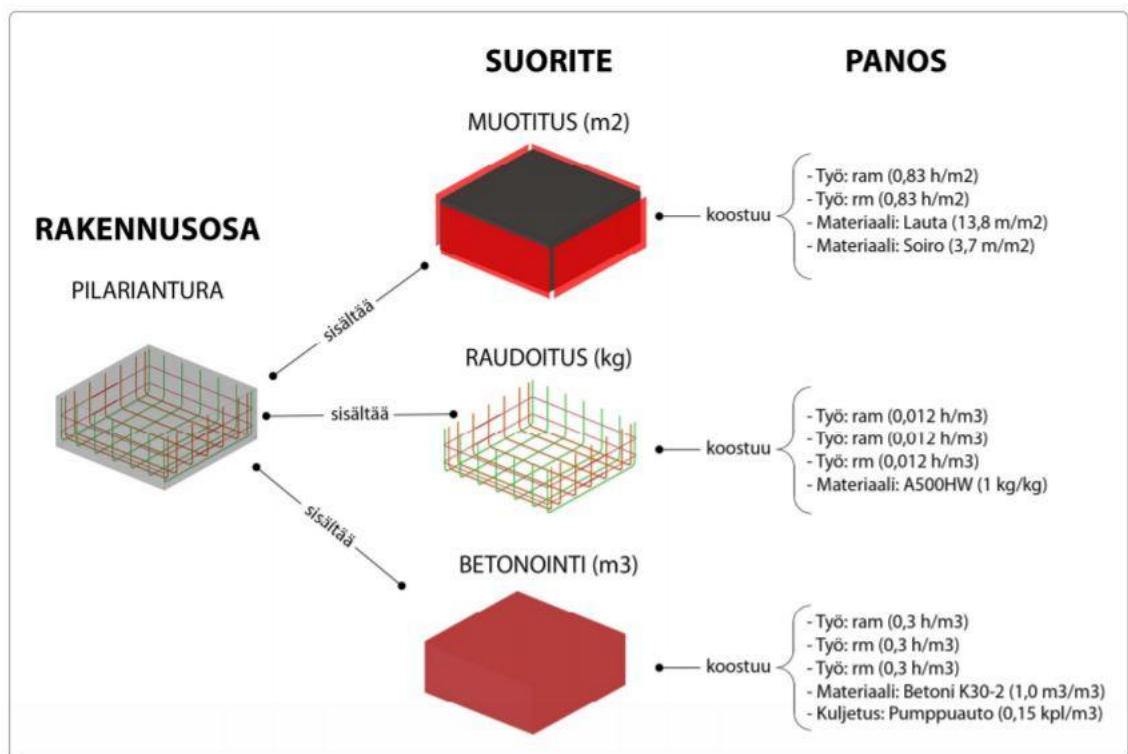 SUORITE
PANOS
MUOTITUS (m2)
- Työ: ram (0,83 h/m2)
- Työ: rm (0,83 h/m2)
- Materiaali: Lauta (13,8 m/m2)
- Materiaali: Soiro (3,7 m/m2)
koostuu
RAKENNUSOSA
PILARIANTURA
sisältää
RAUDOITUS (kg)
sisältää
koostuu
- Työ: ram (0,012 h/m3)
- Työ: ram (0,012 h/m3)
- Työ: rm (0,012 h/m3)
- Materiaali: A500HW (1 kg/kg)
sisältää
BETONOINTI (m3)
koostuu
- Työ: ram (0,3 h/m3)
- Työ: rm (0,3 h/m3)
- Työ: rm (0,3 h/m3)
- Materiaali: Betoni K30-2 (1,0 m3/m3)
- Kuljetus: Pumppuauto (0,15 kpl/m3)